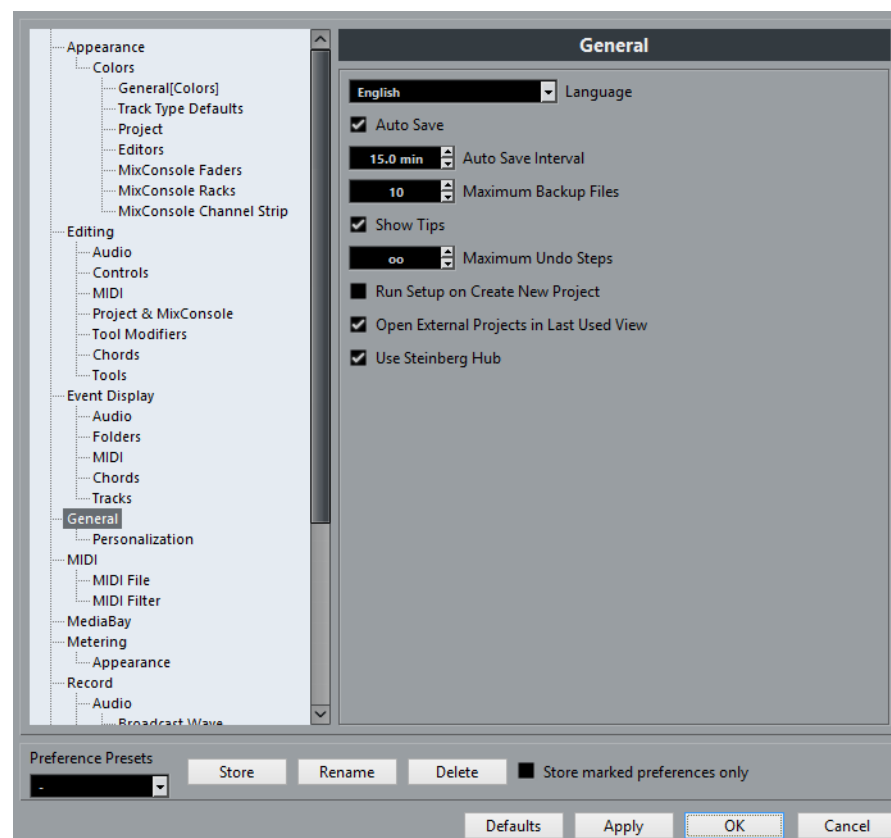 Appearance
Colors
General[Colors]
Track Type Defaults
Project
Editors
MixConsole Faders
MixConsole Racks
MixConsole Channel Strip
Editing
Audio
Controls
MIDI
Project & MixConsole
Tool Modifiers
Chords
Tools
Event Display
Audio
Folders
MIDI
Chords
Tracks
General
Personalization
MIDI
MIDI File
MIDI Filter
MediaBay
Metering
Appearance
Record
Audio
Broadcast Wave
General
English Language
Auto Save
15.0 min Auto Save Interval
10 Maximum Backup Files
Show Tips
oo Maximum Undo Steps
Run Setup on Create New Project
Open External Projects in Last Used View
Use Steinberg Hub
Preference Presets
-
Store Rename Delete Store marked preferences only
Defaults Apply OK Cancel